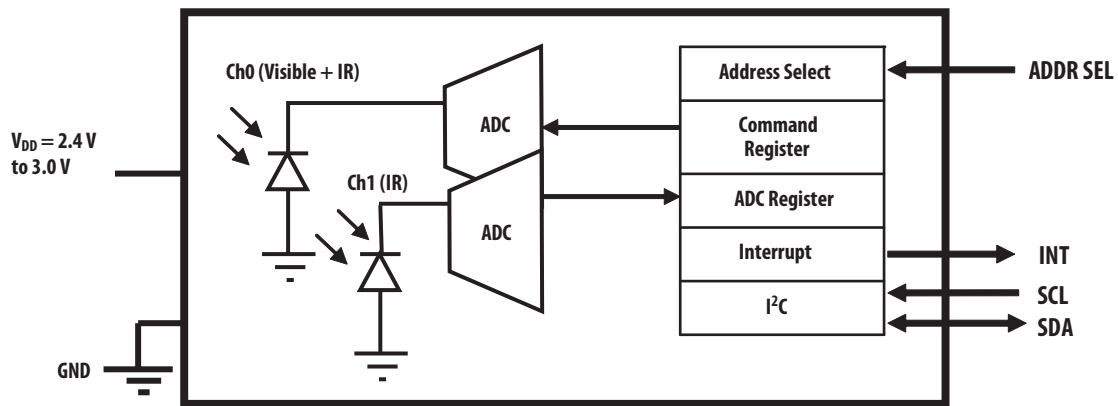 Ch0 (Visible + IR)
V_DD = 2.4 V
to 3.0 V
ADC
Ch1 (IR)
ADC
GND
Address Select
Command
Register
ADC Register
Interrupt
I²C
ADDR SEL
INT
SCL
SDA